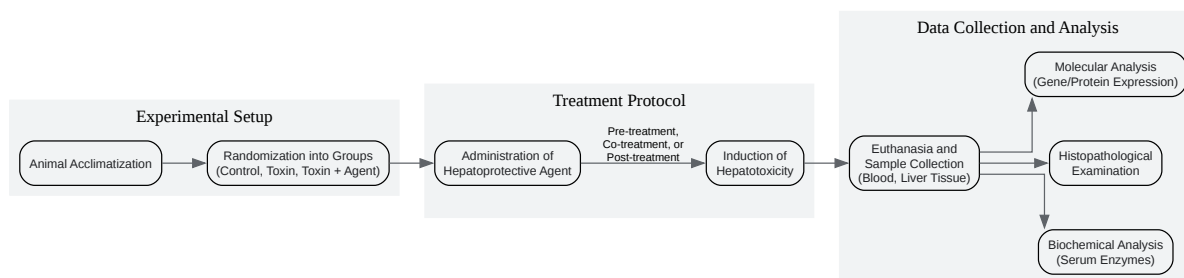 Experimental Setup
Animal Acclimatization
Randomization into Groups
(Control, Toxin, Toxin + Agent)
Treatment Protocol
Administration of
Hepatoprotective Agent
Pre-treatment,
Co-treatment, or
Post-treatment
Induction of
Hepatotoxicity
Data Collection and Analysis
Euthanasia and
Sample Collection
(Blood, Liver Tissue)
Molecular Analysis
(Gene/Protein Expression)
Histopathological
Examination
Biochemical Analysis
(Serum Enzymes)